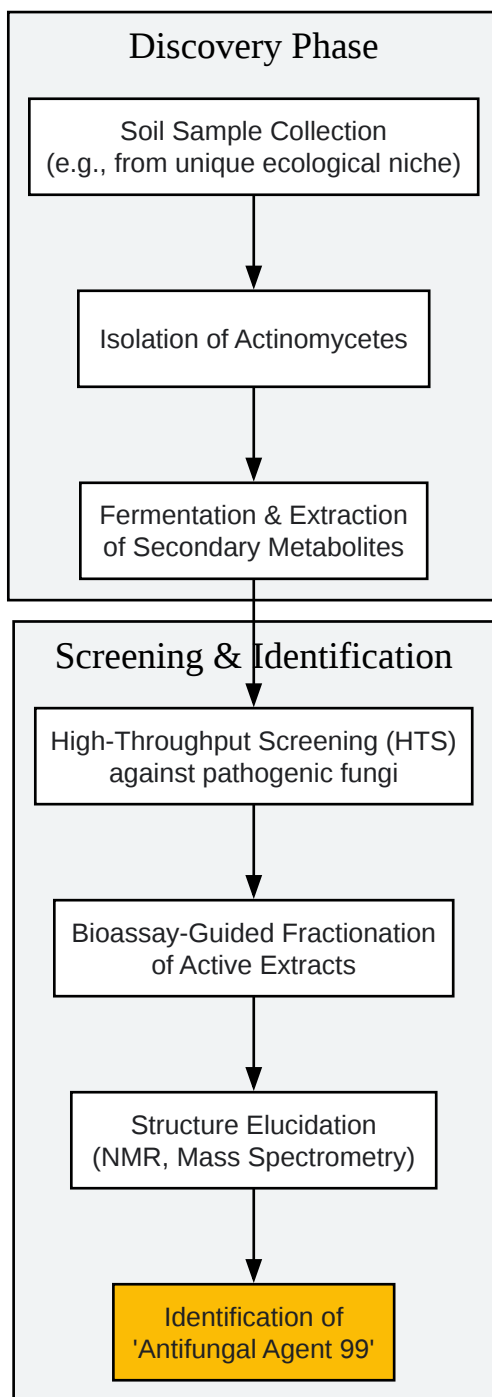 Discovery Phase
Soil Sample Collection
(e.g., from unique ecological niche)
Isolation of Actinomycetes
Fermentation & Extraction
of Secondary Metabolites
Screening & Identification
High-Throughput Screening (HTS)
against pathogenic fungi
Bioassay-Guided Fractionation
of Active Extracts
Structure Elucidation
(NMR, Mass Spectrometry)
Identification of
'Antifungal Agent 99'